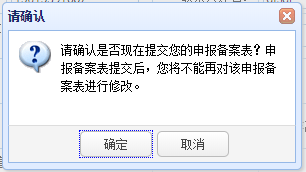 请确认
请确认是否现在提交您的申报备案表？申
报备案表提交后，您将不能再对该申报备
案表进行修改。
确定
取消